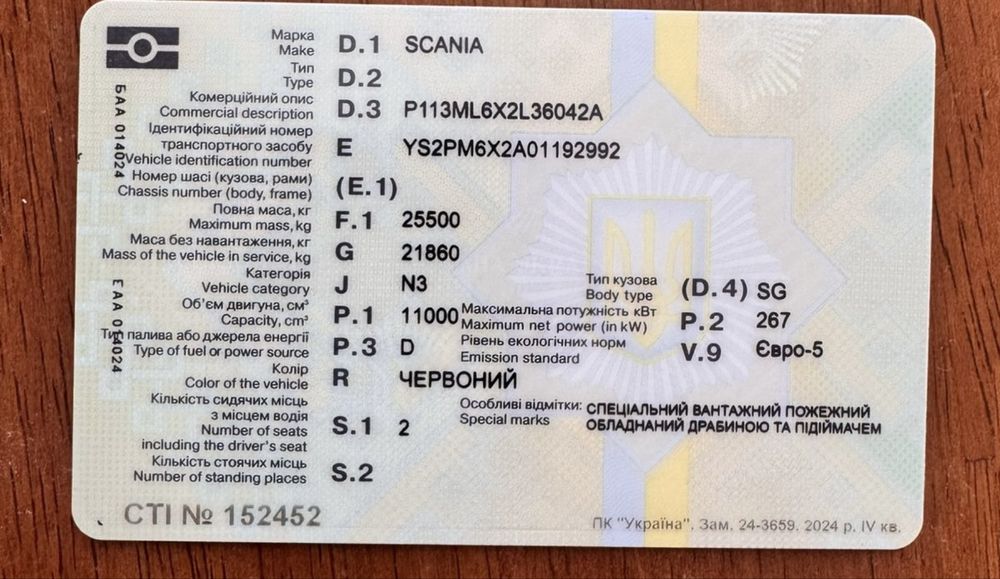 Марка
Make D.1 SCANIA
Тип
Type D.2
Комерційний опис
Commercial description D.3 P113ML6X2L36042A
Ідентифікаційний номер
транспортного засобу
Vehicle identification number E YS2PM6X2A01192992
Номер шасі (кузова, рами)
Chassis number (body, frame) (E.1)
Повна маса, кг
Maximum mass, kg F.1 25500
Маса без навантаження, кг
Mass of the vehicle in service, kg G 21860
Категорія
Vehicle category J N3
Тип кузова
Body type (D.4) SG
Об'єм двигуна, см³
Capacity, cm³ P.1 11000
Максимальна потужність кВт
Maximum net power (in kW) P.2 267
Тип палива або джерела енергії
Type of fuel or power source P.3 D
Рівень екологічних норм
Emission standard V.9 Євро-5
Колір
Color of the vehicle R ЧЕРВОНИЙ
Кількість сидячих місць
з місцем водія
Number of seats
including the driver's seat S.1 2
Особливі відмітки: СПЕЦІАЛЬНИЙ ВАНТАЖНИЙ ПОЖЕЖНИЙ
Special marks ОБЛАДНАНИЙ ДРАБИНОЮ ТА ПІДІЙМАЧЕМ
Кількість стоячих місць
Number of standing places S.2
СТІ № 152452
ПК "Україна". Зам. 24-3659. 2024 р. IV кв.
БАА 014024
ЕАА 014024